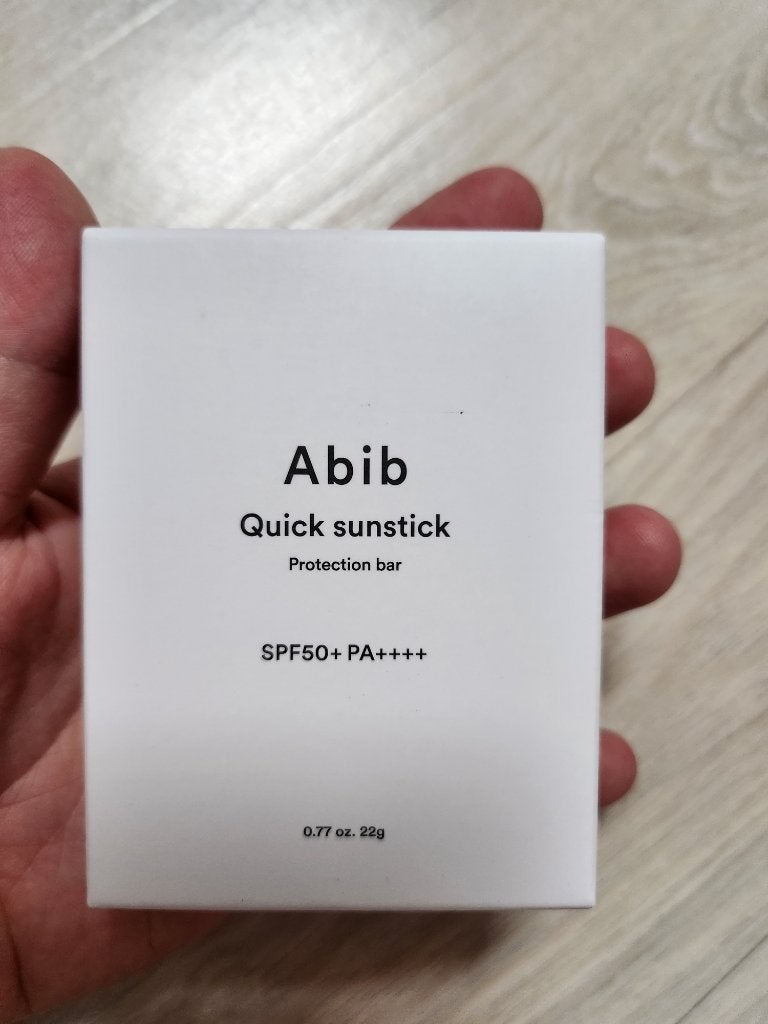 Abib
Quick sunstick
Protection bar
SPF50+ PA++++
0.77 oz. 22g